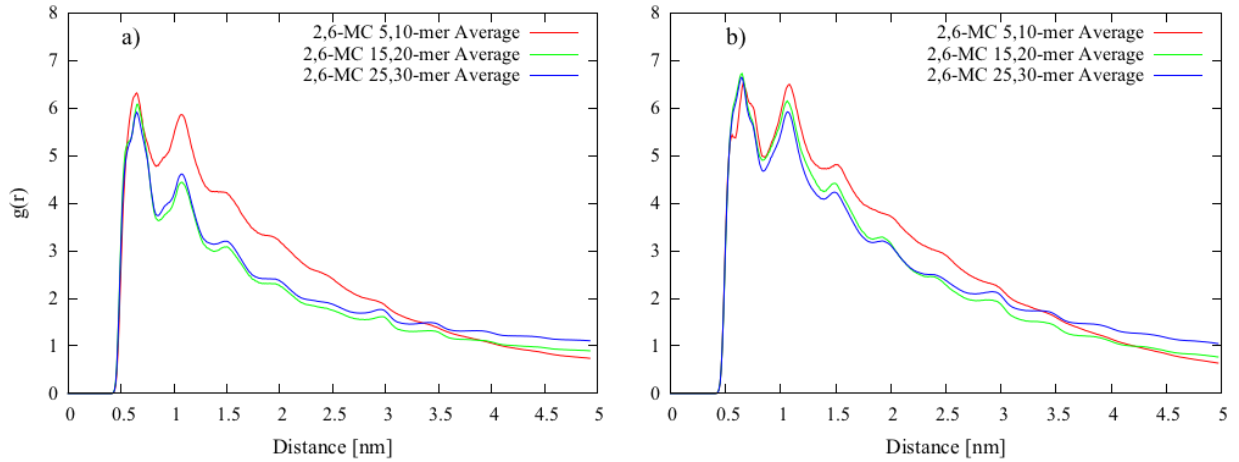 a)
2,6-MC 5,10-mer Average
2,6-MC 15,20-mer Average
2,6-MC 25,30-mer Average
g(r)
8
7
6
5
4
3
2
1
0
0 0.5 1 1.5 2 2.5 3 3.5 4 4.5 5
Distance [nm]
b)
2,6-MC 5,10-mer Average
2,6-MC 15,20-mer Average
2,6-MC 25,30-mer Average
8
7
6
5
4
3
2
1
0
0 0.5 1 1.5 2 2.5 3 3.5 4 4.5 5
Distance [nm]